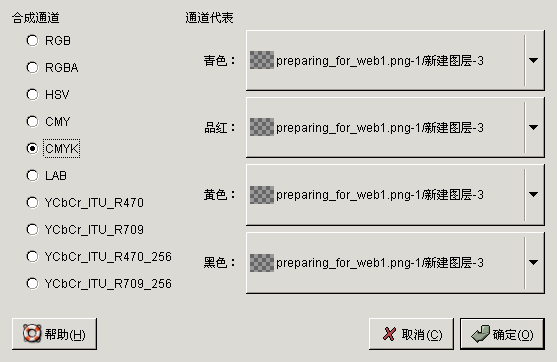 合成通道
RGB
RGBA
HSV
CMY
CMYK
LAB
YCbCr_ITU_R470
YCbCr_ITU_R709
YCbCr_ITU_R470_256
YCbCr_ITU_R709_256
通道代表
青色： preparing_for_web1.png-1/新建图层-3
品红： preparing_for_web1.png-1/新建图层-3
黄色： preparing_for_web1.png-1/新建图层-3
黑色： preparing_for_web1.png-1/新建图层-3
帮助(H) 取消(C) 确定(O)